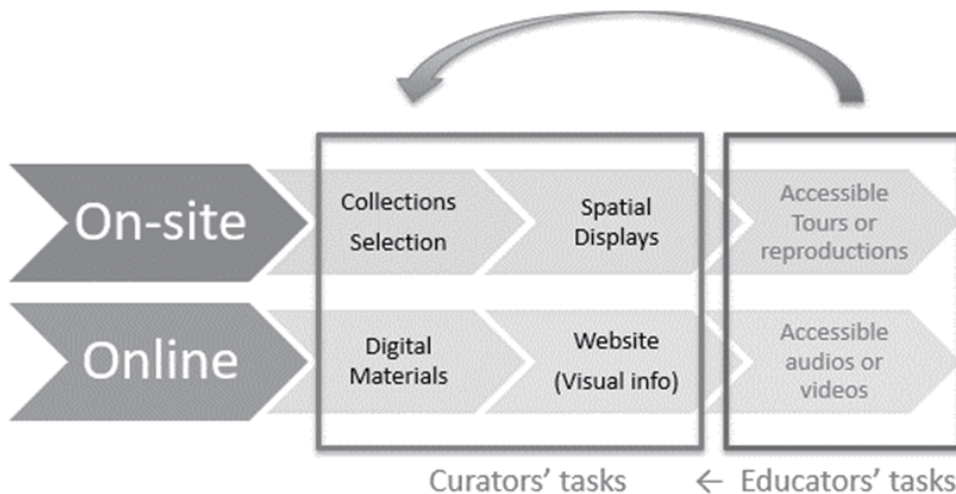 On-site
Collections
Selection
Spatial
Displays
Accessible
Tours or
reproductions
Online
Digital
Materials
Website
(Visual info)
Accessible
audios or
videos
Curators’ tasks ← Educators’ tasks